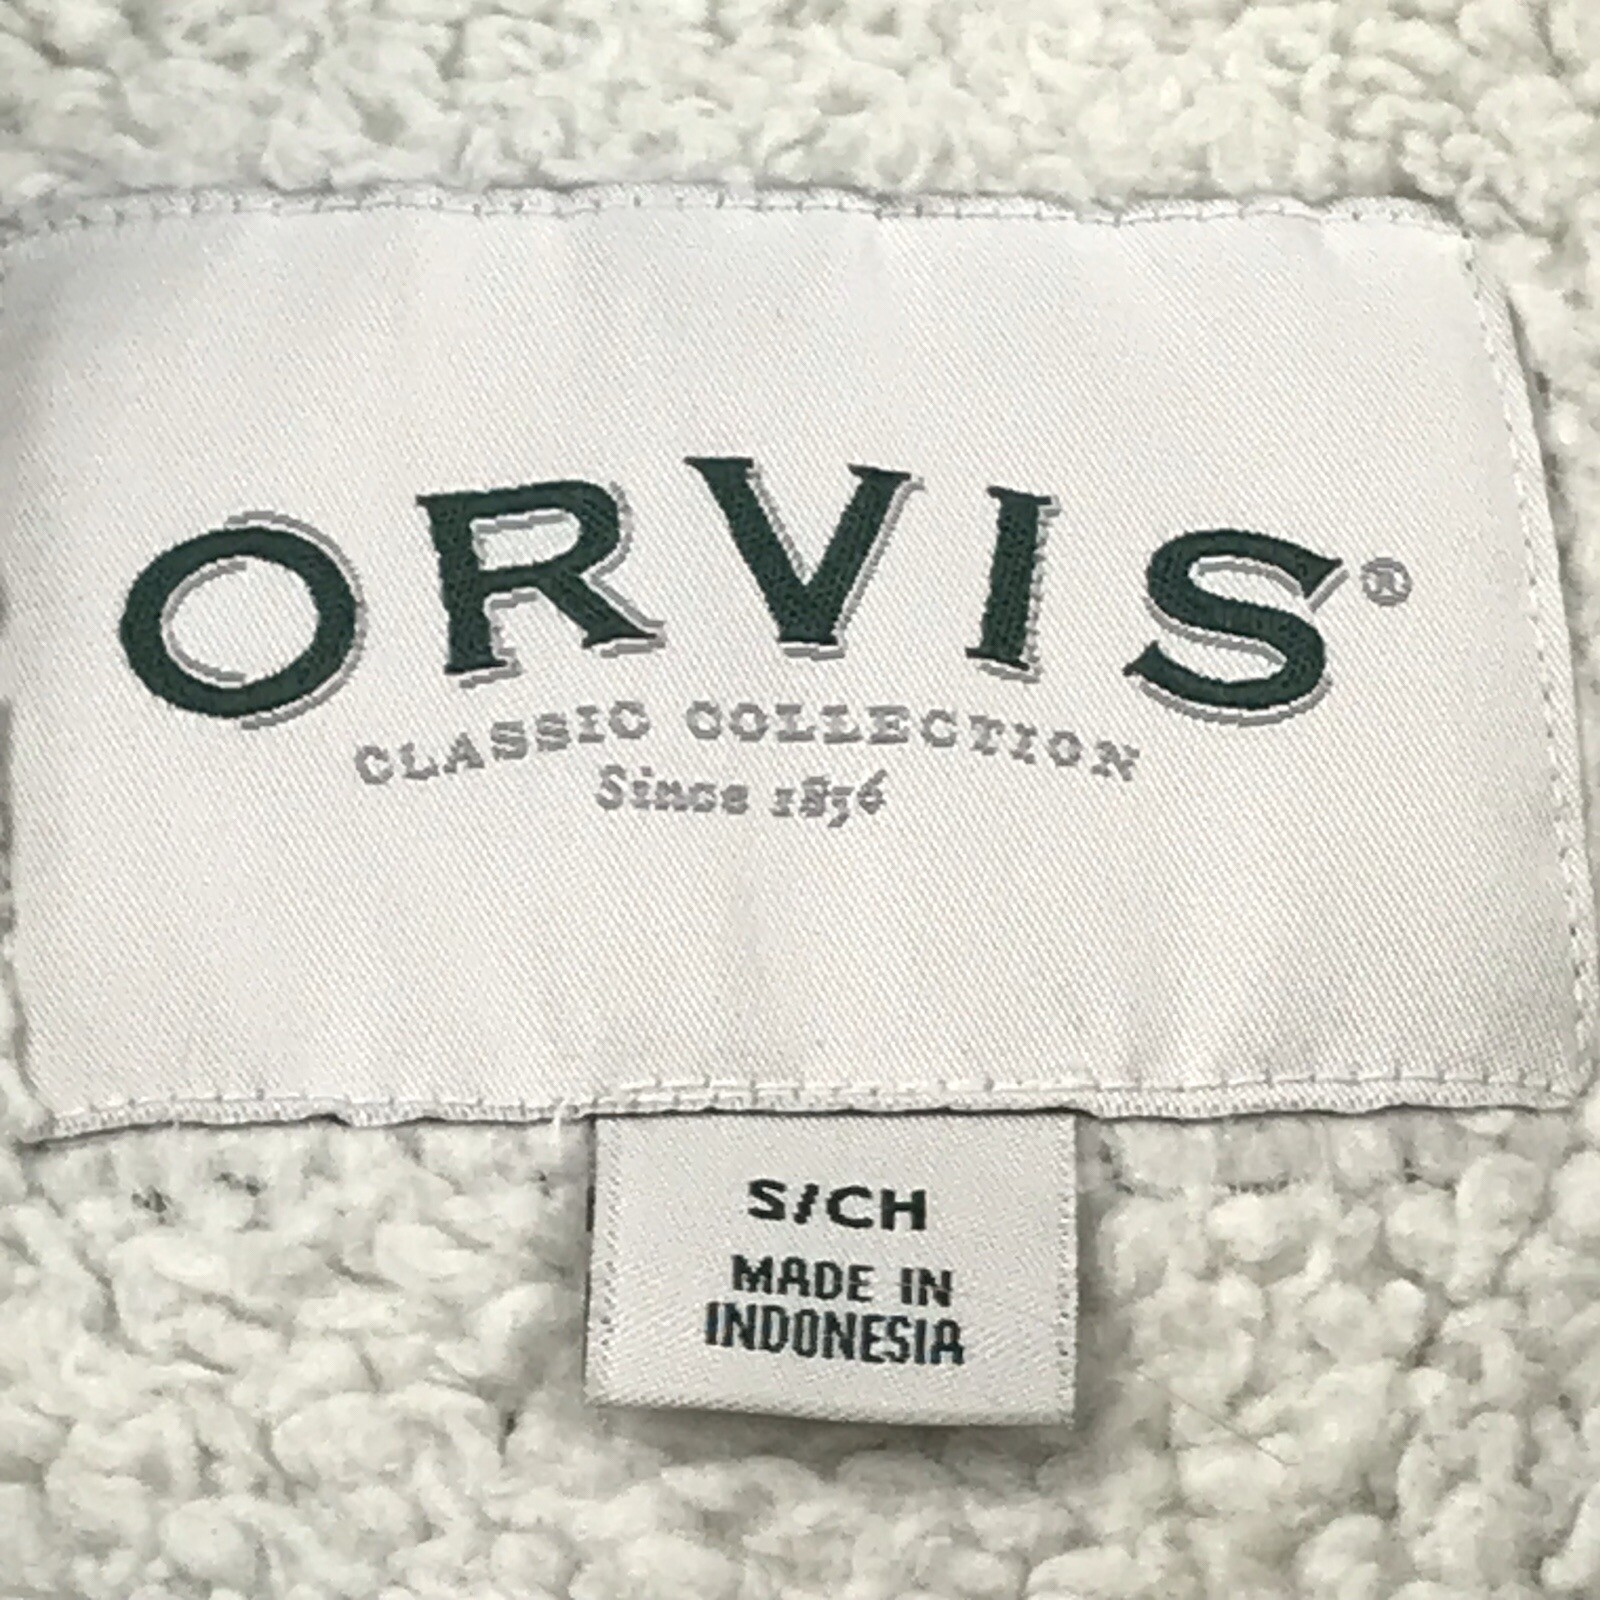 ORVIS®
CLASSIC COLLECTION
Since 1856
S/CH
MADE IN
INDONESIA